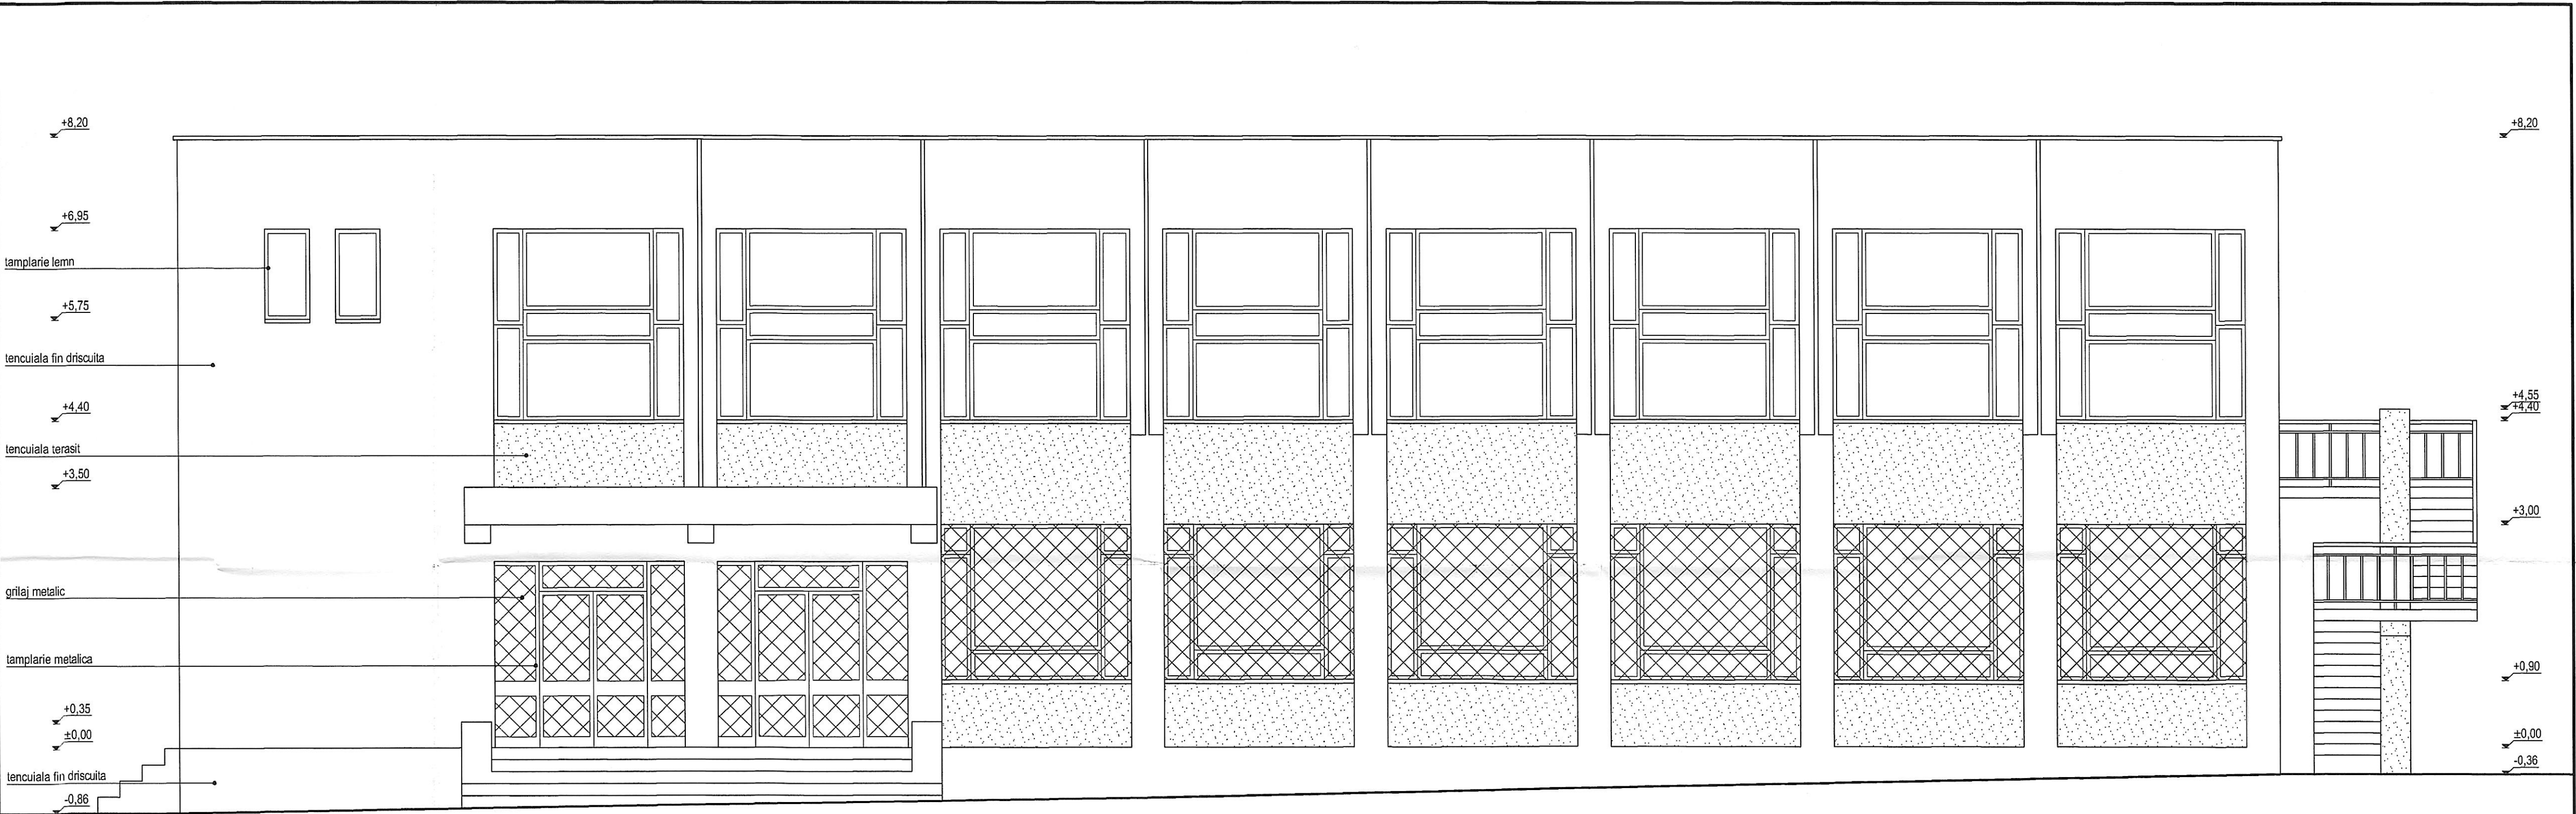 +8,20
+6,95
tamplarie lemn
+5,75
tencuiala fin driscuita
+4,40
tencuiala terasit
+3,50
grilaj metalic
tamplarie metalica
+0,35
±0,00
tencuiala fin driscuita
-0,86
+8,20
+4,55
+4,40
+3,00
+0,90
±0,00
-0,36